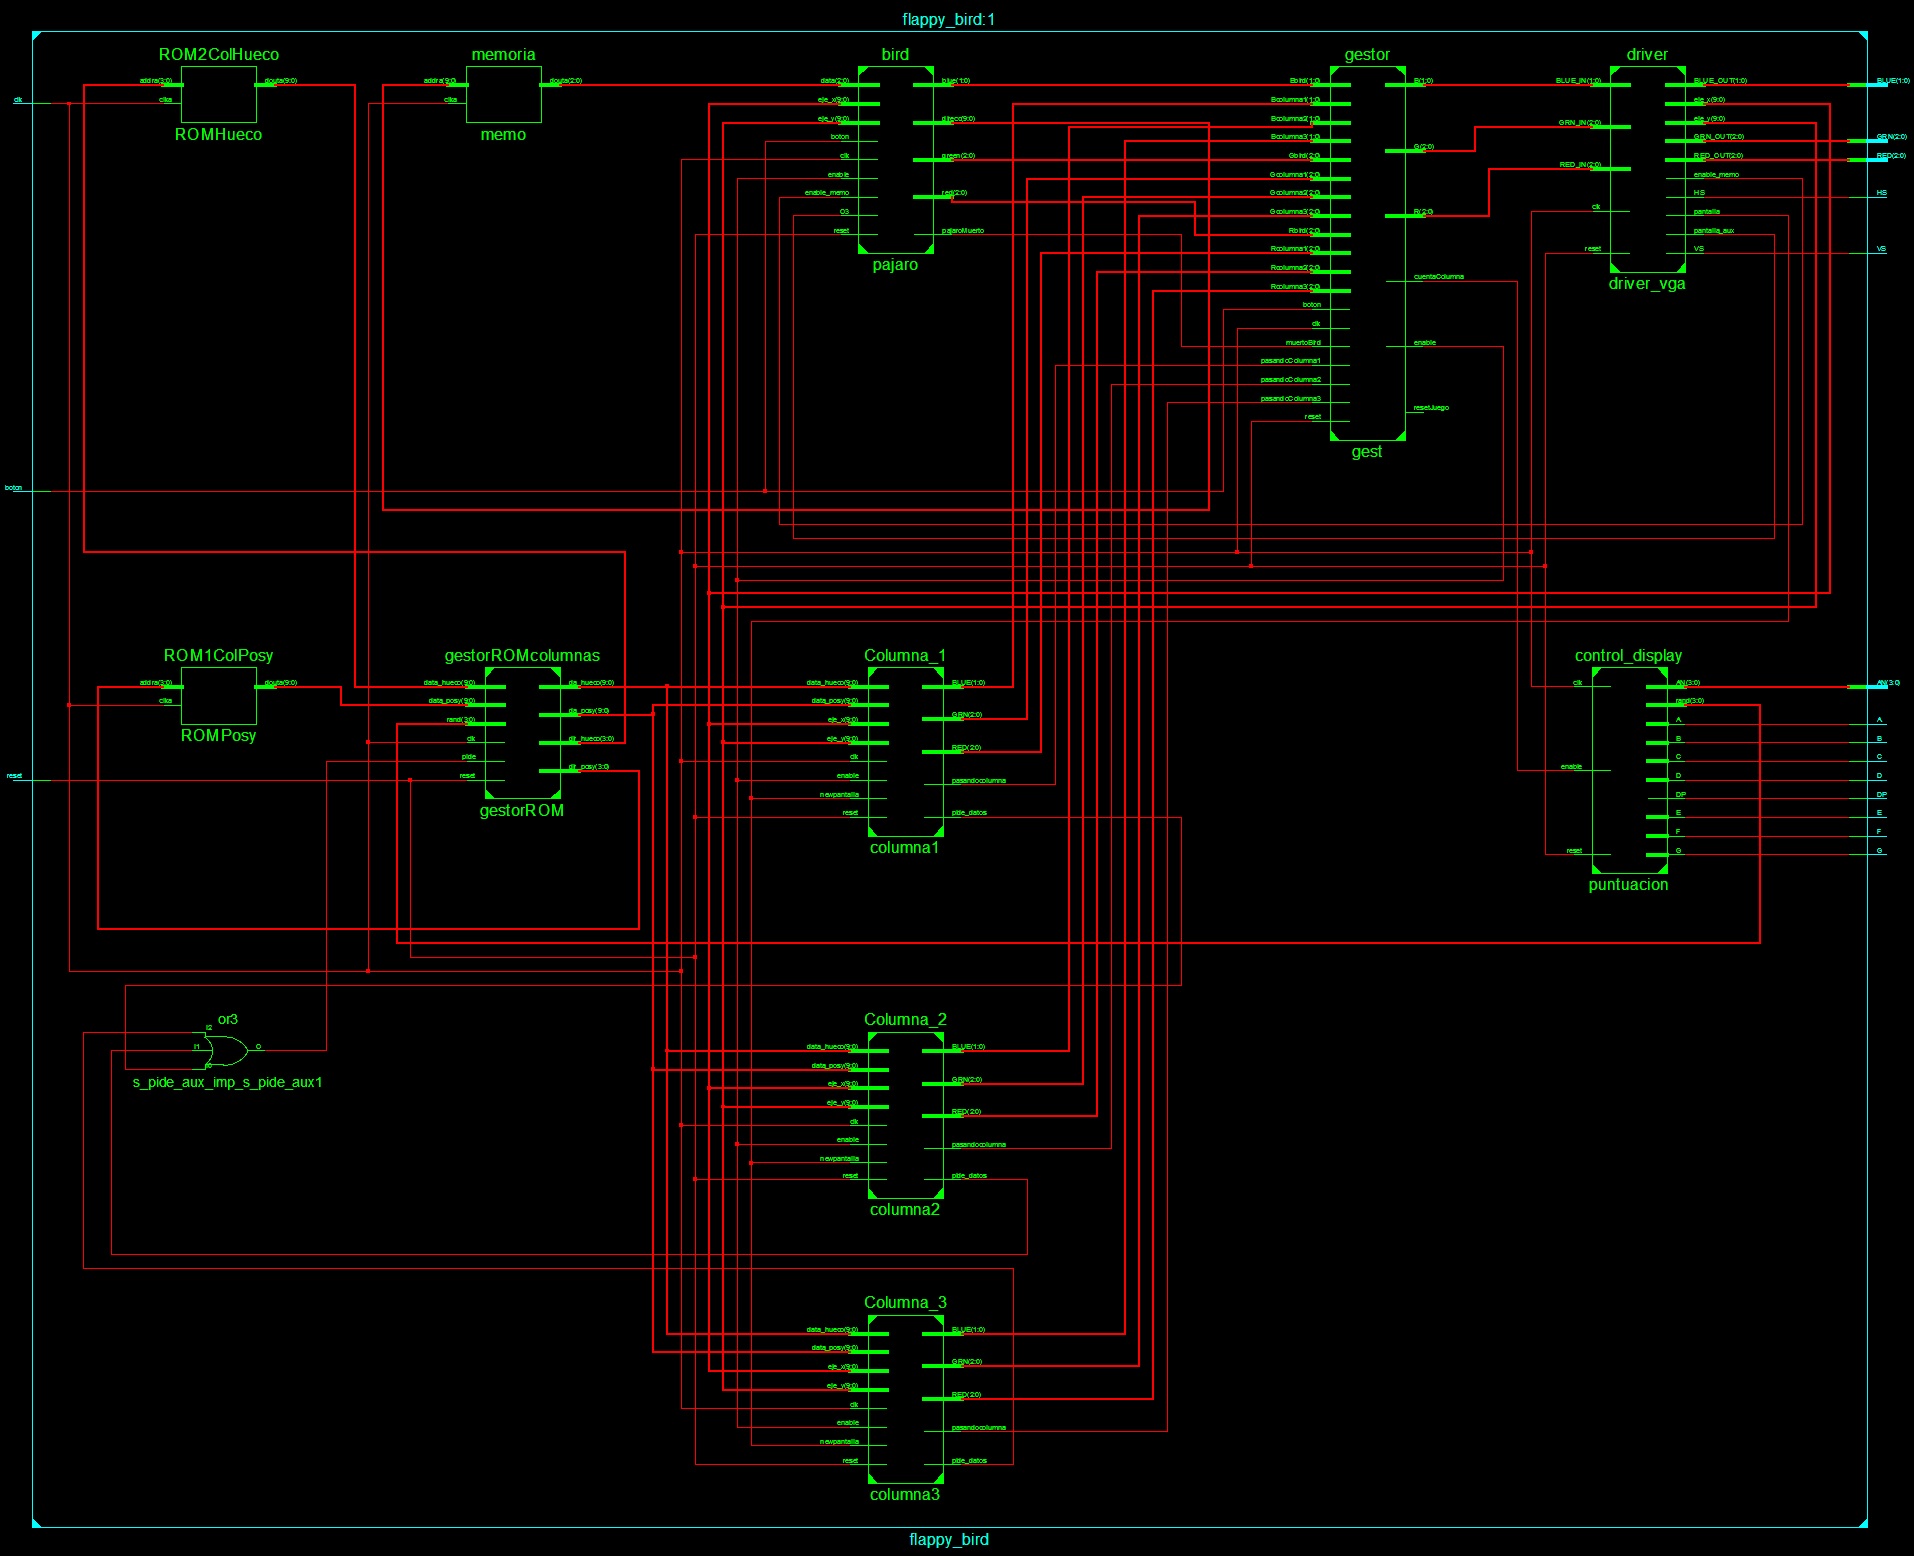 flappy_bird:1
clk
boton
reset
ROM2ColHueco
addra(3:0)
clka
douta(9:0)
ROMHueco
memoria
addra(9:0)
clka
douta(2:0)
memo
bird
data(2:0)
eje_x(9:0)
eje_y(9:0)
boton
clk
enable
enable_memo
O3
reset
blue(1:0)
direcc(9:0)
green(2:0)
red(2:0)
pajaroMuerto
pajaro
gestor
Bbird(1:0)
Bcolumna1(1:0)
Bcolumna2(1:0)
Bcolumna3(1:0)
Gbird(2:0)
Gcolumna1(2:0)
Gcolumna2(2:0)
Gcolumna3(2:0)
Rbird(2:0)
Rcolumna1(2:0)
Rcolumna2(2:0)
Rcolumna3(2:0)
boton
clk
muertoBird
pasandoColumna1
pasandoColumna2
pasandoColumna3
reset
B(1:0)
G(2:0)
R(2:0)
cuentaColumna
enable
resetJuego
gest
driver
BLUE_IN(1:0)
GRN_IN(2:0)
RED_IN(2:0)
clk
reset
BLUE_OUT(1:0)
eje_x(9:0)
eje_y(9:0)
GRN_OUT(2:0)
RED_OUT(2:0)
enable_memo
HS
pantalla
pantalla_aux
VS
driver_vga
BLUE(1:0)
GRN(2:0)
RED(2:0)
HS
VS
ROM1ColPosy
addra(3:0)
clka
douta(9:0)
ROMPosy
gestorROMcolumnas
data_hueco(9:0)
data_posy(9:0)
rand(3:0)
clk
pide
reset
da_hueco(9:0)
da_posy(9:0)
dir_hueco(3:0)
dir_posy(3:0)
gestorROM
Columna_1
data_hueco(9:0)
data_posy(9:0)
eje_x(9:0)
eje_y(9:0)
clk
enable
newpantalla
reset
BLUE(1:0)
GRN(2:0)
RED(2:0)
pasandocolumna
pide_datos
columna1
control_display
clk
enable
reset
AN(3:0)
rand(3:0)
A
B
C
D
DP
E
F
G
puntuacion
AN(3:0)
A
B
C
D
DP
E
F
G
or3
I2
I1
I0
O
s_pide_aux_imp_s_pide_aux1
Columna_2
data_hueco(9:0)
data_posy(9:0)
eje_x(9:0)
eje_y(9:0)
clk
enable
newpantalla
reset
BLUE(1:0)
GRN(2:0)
RED(2:0)
pasandocolumna
pide_datos
columna2
Columna_3
data_hueco(9:0)
data_posy(9:0)
eje_x(9:0)
eje_y(9:0)
clk
enable
newpantalla
reset
BLUE(1:0)
GRN(2:0)
RED(2:0)
pasandocolumna
pide_datos
columna3
flappy_bird